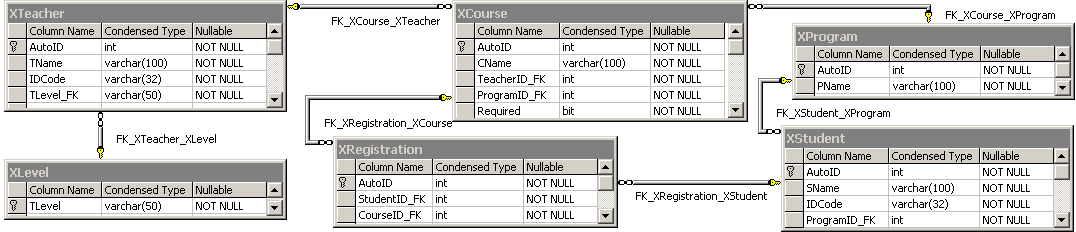 XTeacher
Column Name Condensed Type Nullable
AutoID int NOT NULL
TName varchar(100) NOT NULL
IDCode varchar(32) NOT NULL
TLevel_FK varchar(50) NOT NULL
FK_XCourse_XTeacher
XCourse
Column Name Condensed Type Nullable
AutoID int NOT NULL
CName varchar(100) NOT NULL
TeacherID_FK int NOT NULL
ProgramID_FK int NOT NULL
Required bit NOT NULL
FK_XCourse_XProgram
XProgram
Column Name Condensed Type Nullable
AutoID int NOT NULL
PName varchar(100) NOT NULL
FK_XTeacher_XLevel
FK_XRegistration_XCourse
FK_XStudent_XProgram
XLevel
Column Name Condensed Type Nullable
TLevel varchar(50) NOT NULL
XRegistration
Column Name Condensed Type Nullable
AutoID int NOT NULL
StudentID_FK int NOT NULL
CourseID_FK int NOT NULL
FK_XRegistration_XStudent
XStudent
Column Name Condensed Type Nullable
AutoID int NOT NULL
SName varchar(100) NOT NULL
IDCode varchar(32) NOT NULL
ProgramID_FK int NOT NULL